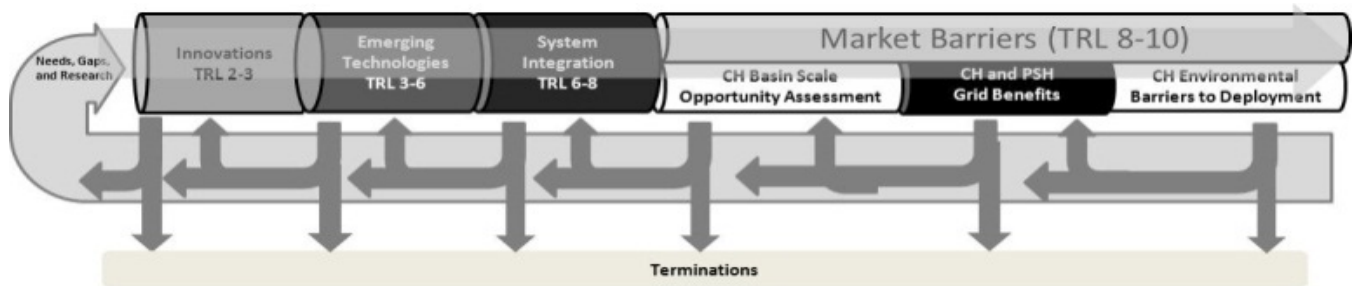 Needs, Gaps,
and Research
Innovations
TRL 2-3
Emerging
Technologies
TRL 3-6
System
Integration
TRL 6-8
Market Barriers (TRL 8-10)
CH Basin Scale
Opportunity Assessment
CH and PSH
Grid Benefits
CH Environmental
Barriers to Deployment
Terminations